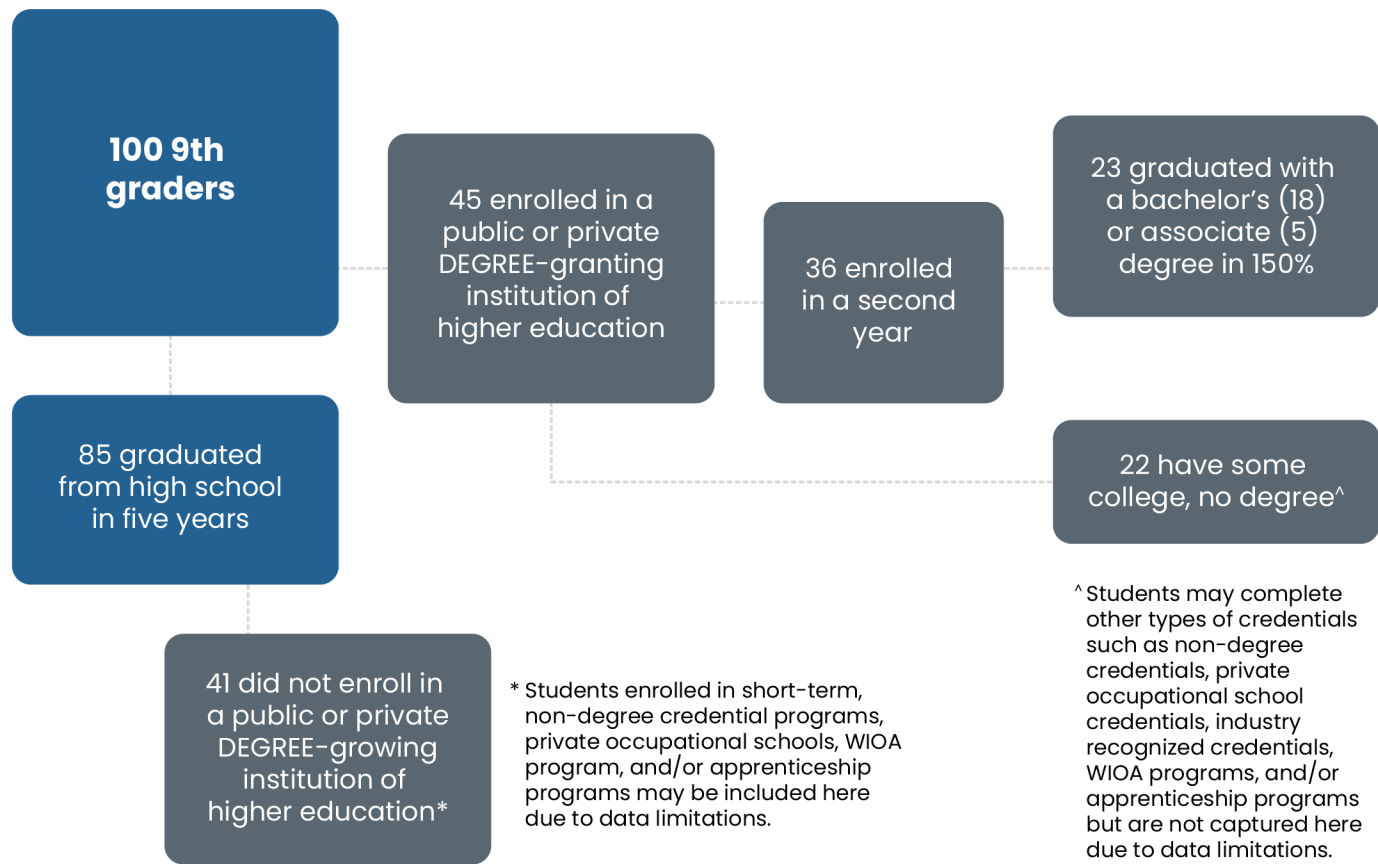 100 9th
graders
45 enrolled in a
public or private
DEGREE-granting
institution of
higher education
36 enrolled
in a second
year
23 graduated with
a bachelor’s (18)
or associate (5)
degree in 150%
85 graduated
from high school
in five years
22 have some
college, no degree^
41 did not enroll in
a public or private
DEGREE-growing
institution of
higher education*
* Students enrolled in short-term,
non-degree credential programs,
private occupational schools, WIOA
program, and/or apprenticeship
programs may be included here
due to data limitations.
^ Students may complete
other types of credentials
such as non-degree
credentials, private
occupational school
credentials, industry
recognized credentials,
WIOA programs, and/or
apprenticeship programs
but are not captured here
due to data limitations.